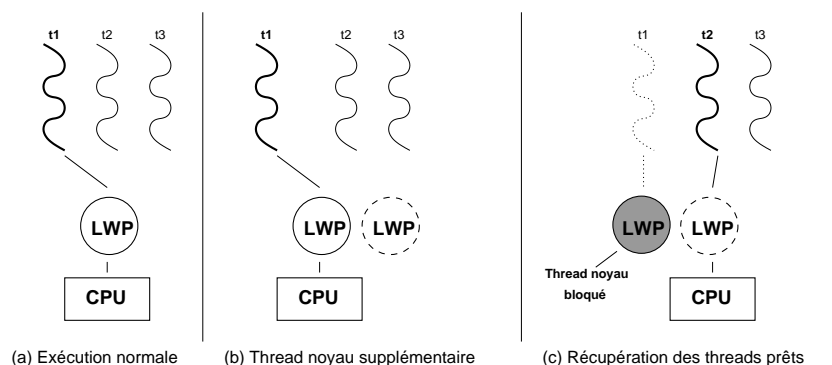 t1 t2 t3
LWP
CPU
(a) Exécution normale
t1 t2 t3
LWP LWP
CPU
(b) Thread noyau supplémentaire
t1 t2 t3
LWP LWP
Thread noyau
bloqué
CPU
(c) Récupération des threads prêts